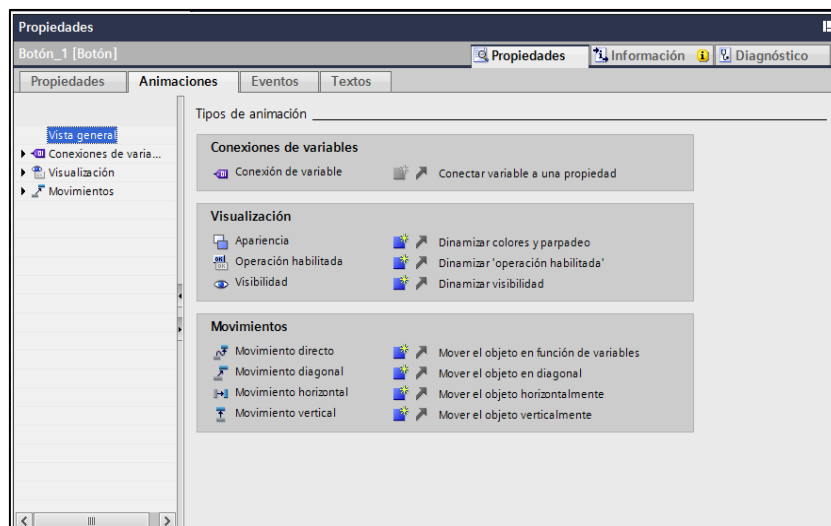 Propiedades
Botón_1 [Botón]
Propiedades Información Diagnóstico
Propiedades Animaciones Eventos Textos
Vista general
Conexiones de varia...
Visualización
Movimientos
Tipos de animación
Conexiones de variables
Conexión de variable Conectar variable a una propiedad
Visualización
Apariencia Dinamizar colores y parpadeo
Operación habilitada Dinamizar 'operación habilitada'
Visibilidad Dinamizar visibilidad
Movimientos
Movimiento directo Mover el objeto en función de variables
Movimiento diagonal Mover el objeto en diagonal
Movimiento horizontal Mover el objeto horizontalmente
Movimiento vertical Mover el objeto verticalmente